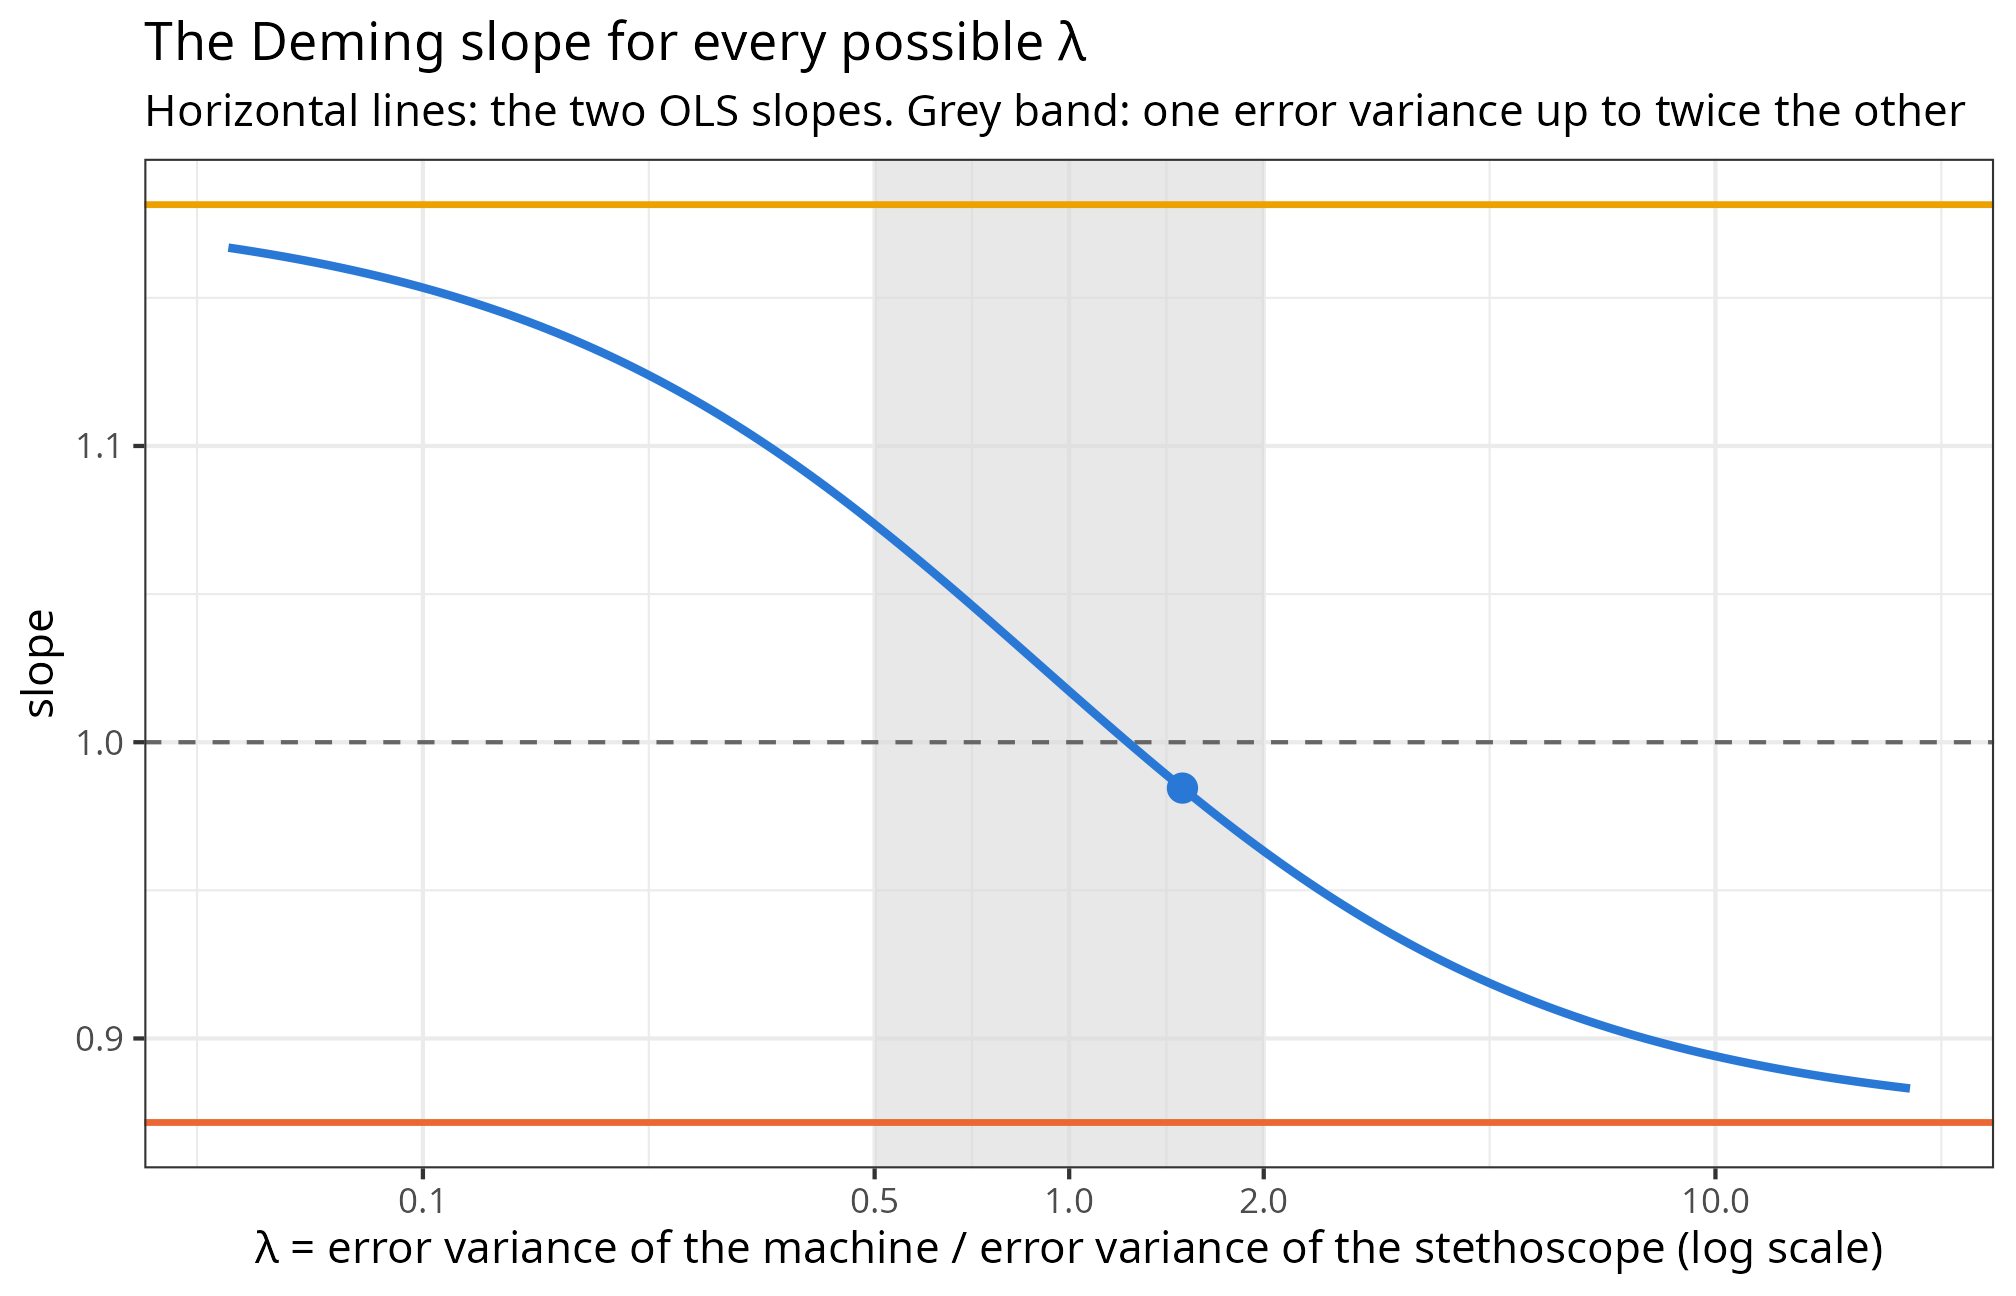 The Deming slope for every possible λ
Horizontal lines: the two OLS slopes. Grey band: one error variance up to twice the other
slope
1.1
1.0
0.9
0.1
0.5
1.0
2.0
10.0
λ = error variance of the machine / error variance of the stethoscope (log scale)